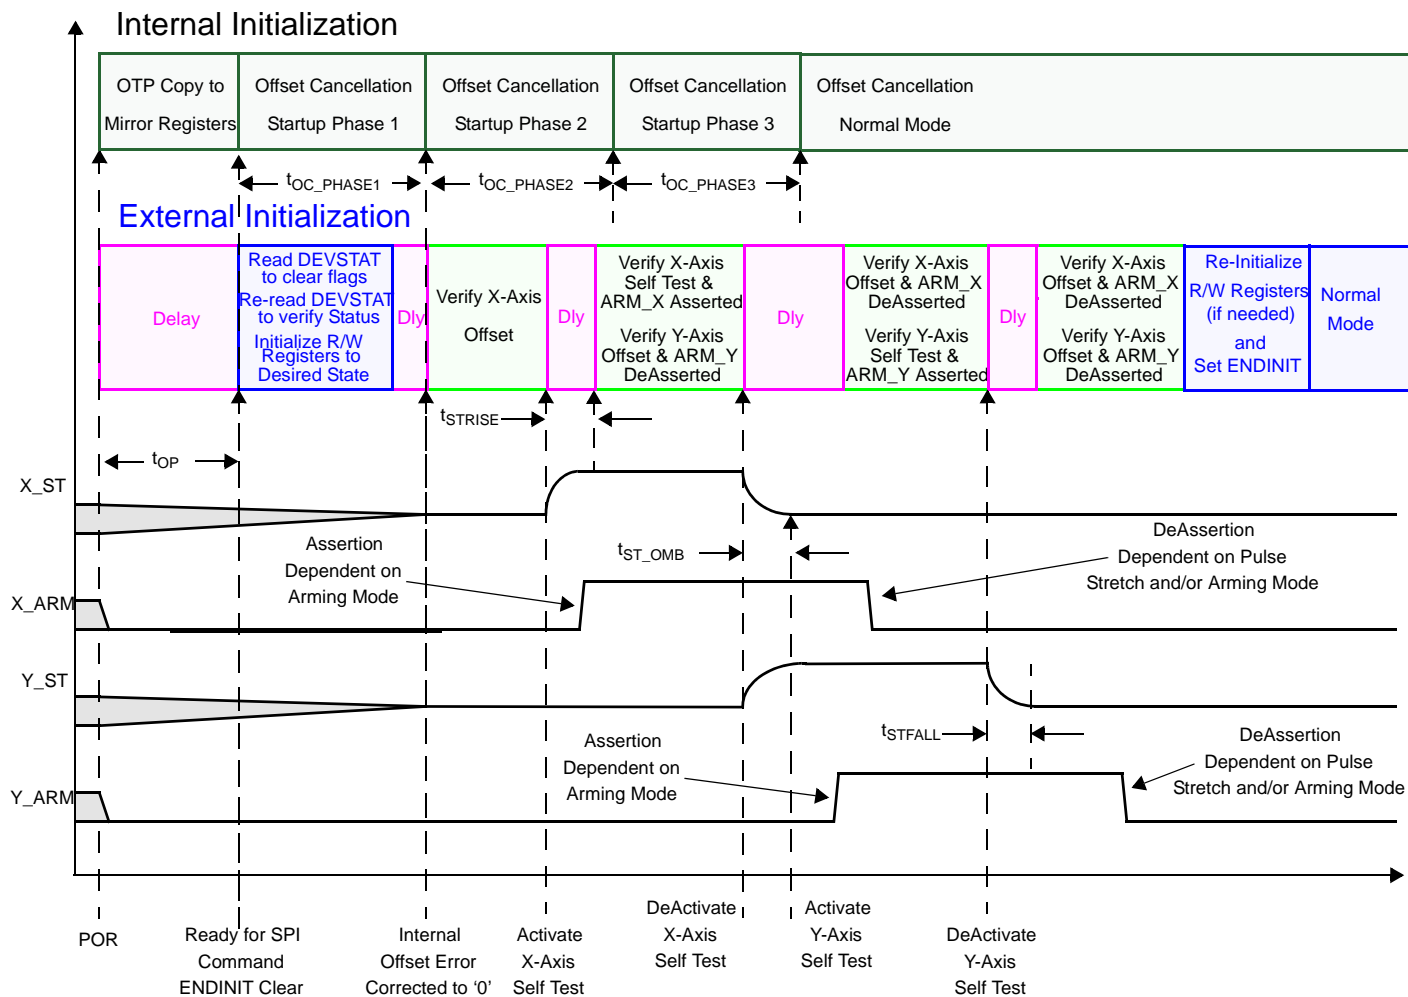 Internal Initialization
OTP Copy to
Mirror Registers
Offset Cancellation
Startup Phase 1
Offset Cancellation
Startup Phase 2
Offset Cancellation
Startup Phase 3
Offset Cancellation
Normal Mode
tOC_PHASE1
tOC_PHASE2
tOC_PHASE3
External Initialization
Delay
Read DEVSTAT
to clear flags
Re-read DEVSTAT
to verify Status
Initialize R/W
Registers to
Desired State
Dly
Verify X-Axis
Offset
Dly
Verify X-Axis
Self Test &
ARM_X Asserted
Verify Y-Axis
Offset & ARM_Y
DeAsserted
Dly
Verify X-Axis
Offset & ARM_X
DeAsserted
Verify Y-Axis
Self Test &
ARM_Y Asserted
Dly
Verify X-Axis
Offset & ARM_X
DeAsserted
Verify Y-Axis
Offset & ARM_Y
DeAsserted
Re-Initialize
R/W Registers
(if needed)
and
Set ENDINIT
Normal
Mode
tSTRISE
tOP
X_ST
Assertion
Dependent on
Arming Mode
tST_OMB
DeAssertion
Dependent on Pulse
Stretch and/or Arming Mode
X_ARM
Y_ST
Assertion
Dependent on
Arming Mode
tSTFALL
DeAssertion
Dependent on Pulse
Stretch and/or Arming Mode
Y_ARM
POR
Ready for SPI
Command
ENDINIT Clear
Internal
Offset Error
Corrected to ‘0’
Activate
X-Axis
Self Test
DeActivate
X-Axis
Self Test
Activate
Y-Axis
Self Test
DeActivate
Y-Axis
Self Test